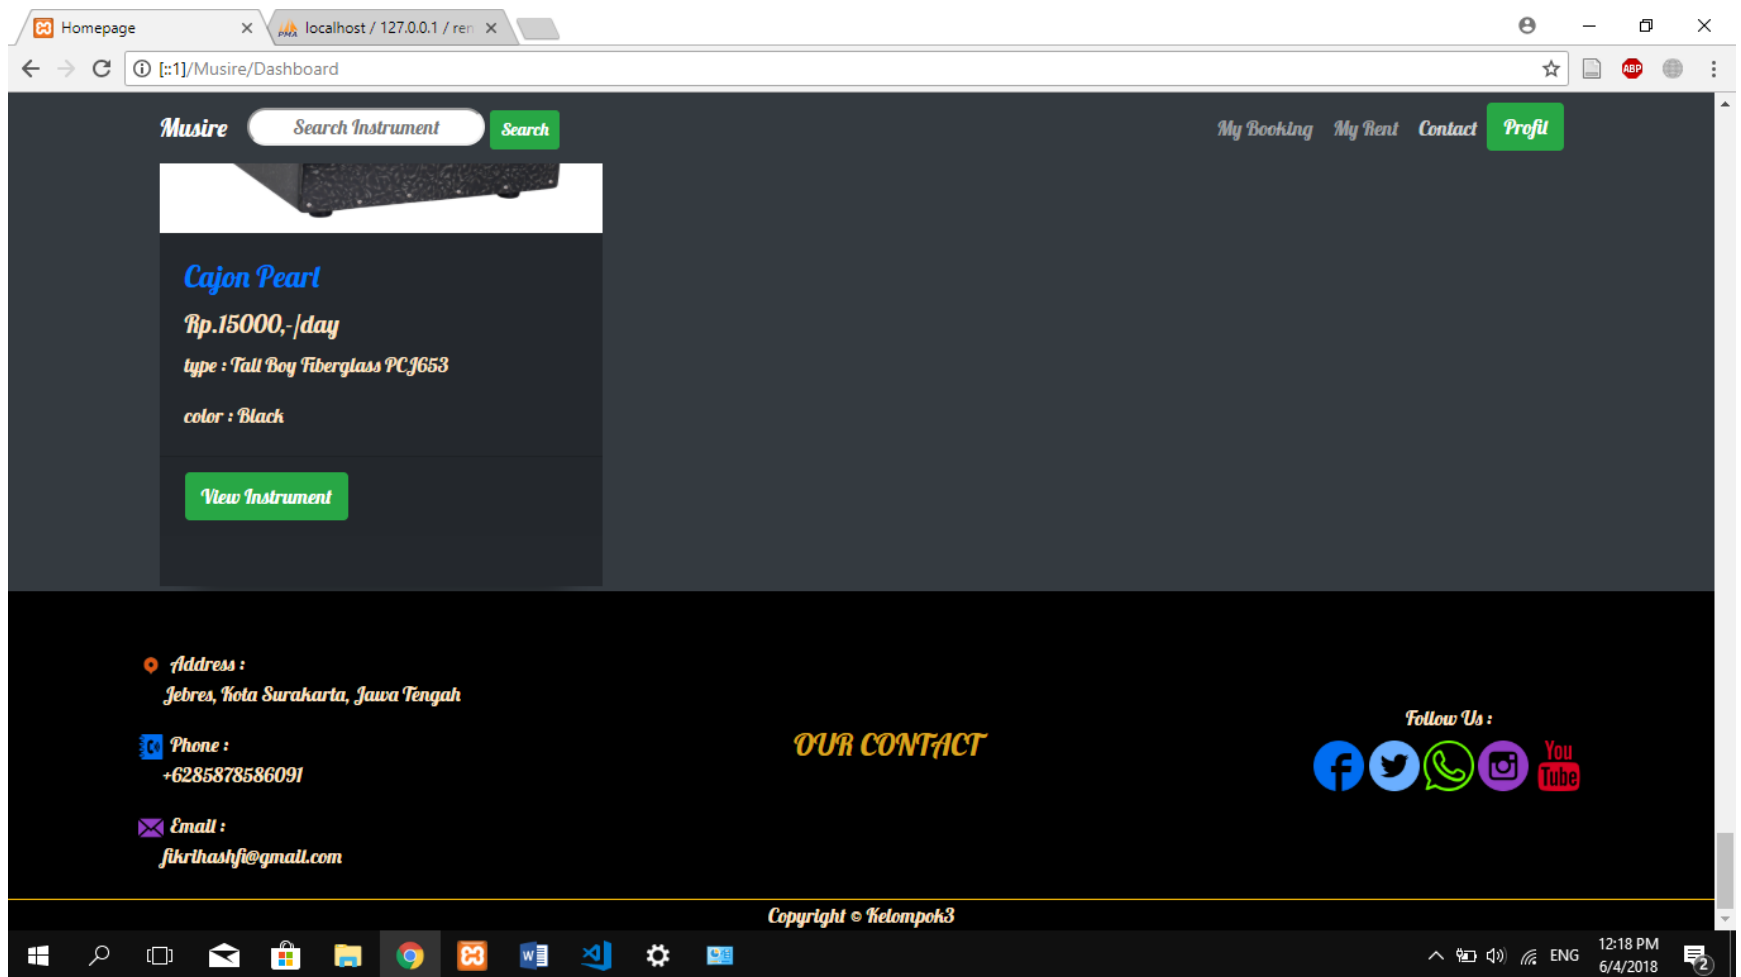 Homepage
PMA localhost / 127.0.0.1 / ren
[::1]/Musire/Dashboard
ABP
Musire Search Instrument Search My Booking My Rent Contact Profil
Cajon Pearl
Rp.15000,-/day
type : Tall Boy Fiberglass PCJ653
color : Black
View Instrument
Address :
Jebres, Kota Surakarta, Jawa Tengah
Phone :
+6285878586091
Email :
fikrihashfi@gmail.com
OUR CONTACT
Follow Us :
You
Tube
Copyright © Kelompok3
ENG
12:18 PM
6/4/2018
2